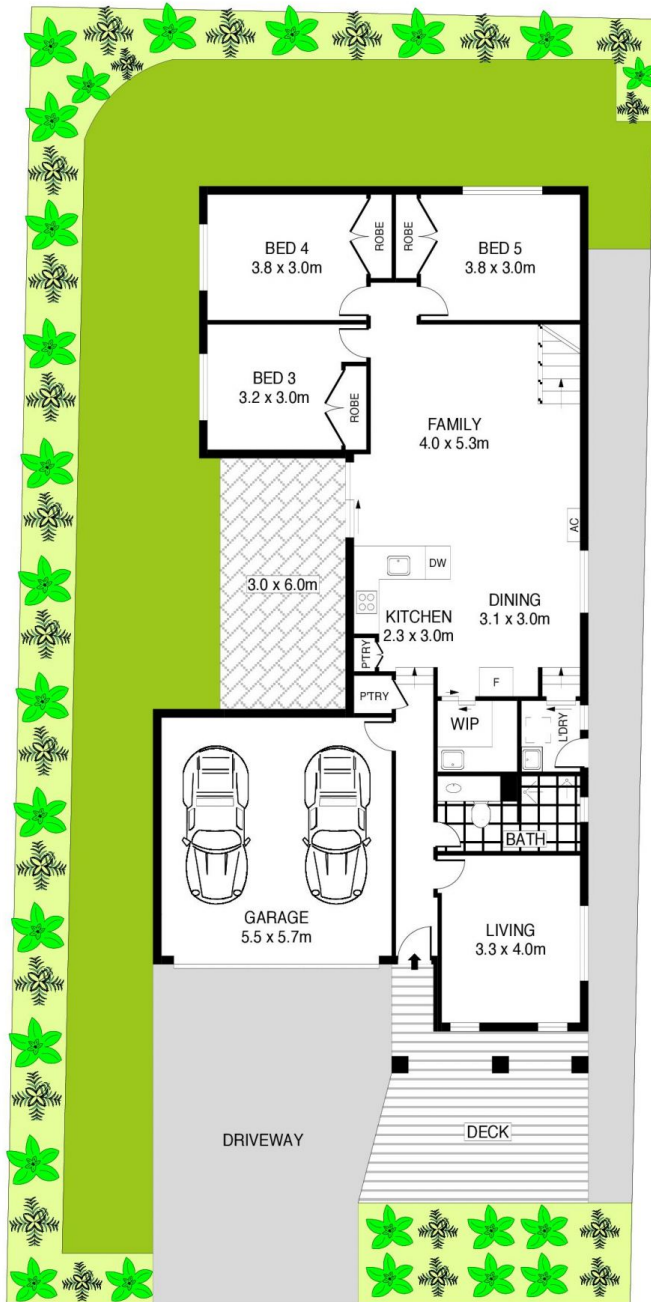 BED 4
3.8 x 3.0m
ROBE
ROBE
BED 5
3.8 x 3.0m
BED 3
3.2 x 3.0m
ROBE
FAMILY
4.0 x 5.3m
AC
3.0 x 6.0m
DW
KITCHEN
2.3 x 3.0m
DINING
3.1 x 3.0m
P'TRY
P'TRY
F
WIP
L'DRY
BATH
GARAGE
5.5 x 5.7m
LIVING
3.3 x 4.0m
DRIVEWAY
DECK